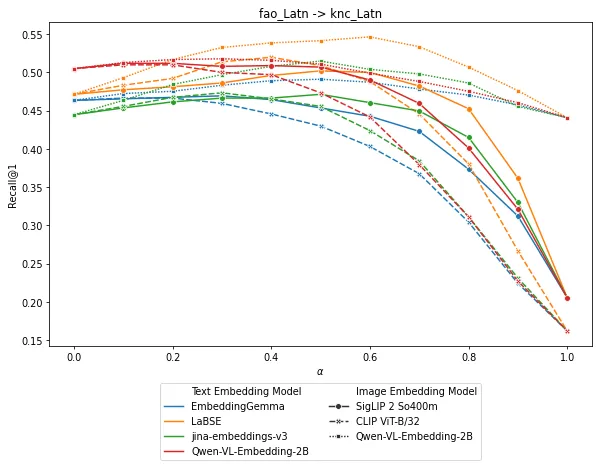 fao_Latn -> knc_Latn
Recall@1
0.55
0.50
0.45
0.40
0.35
0.30
0.25
0.20
0.15
0.0
0.2
0.4
0.6
0.8
1.0
α
Text Embedding Model
EmbeddingGemma
LaBSE
jina-embeddings-v3
Qwen-VL-Embedding-2B
Image Embedding Model
SigLIP 2 So400m
CLIP ViT-B/32
Qwen-VL-Embedding-2B